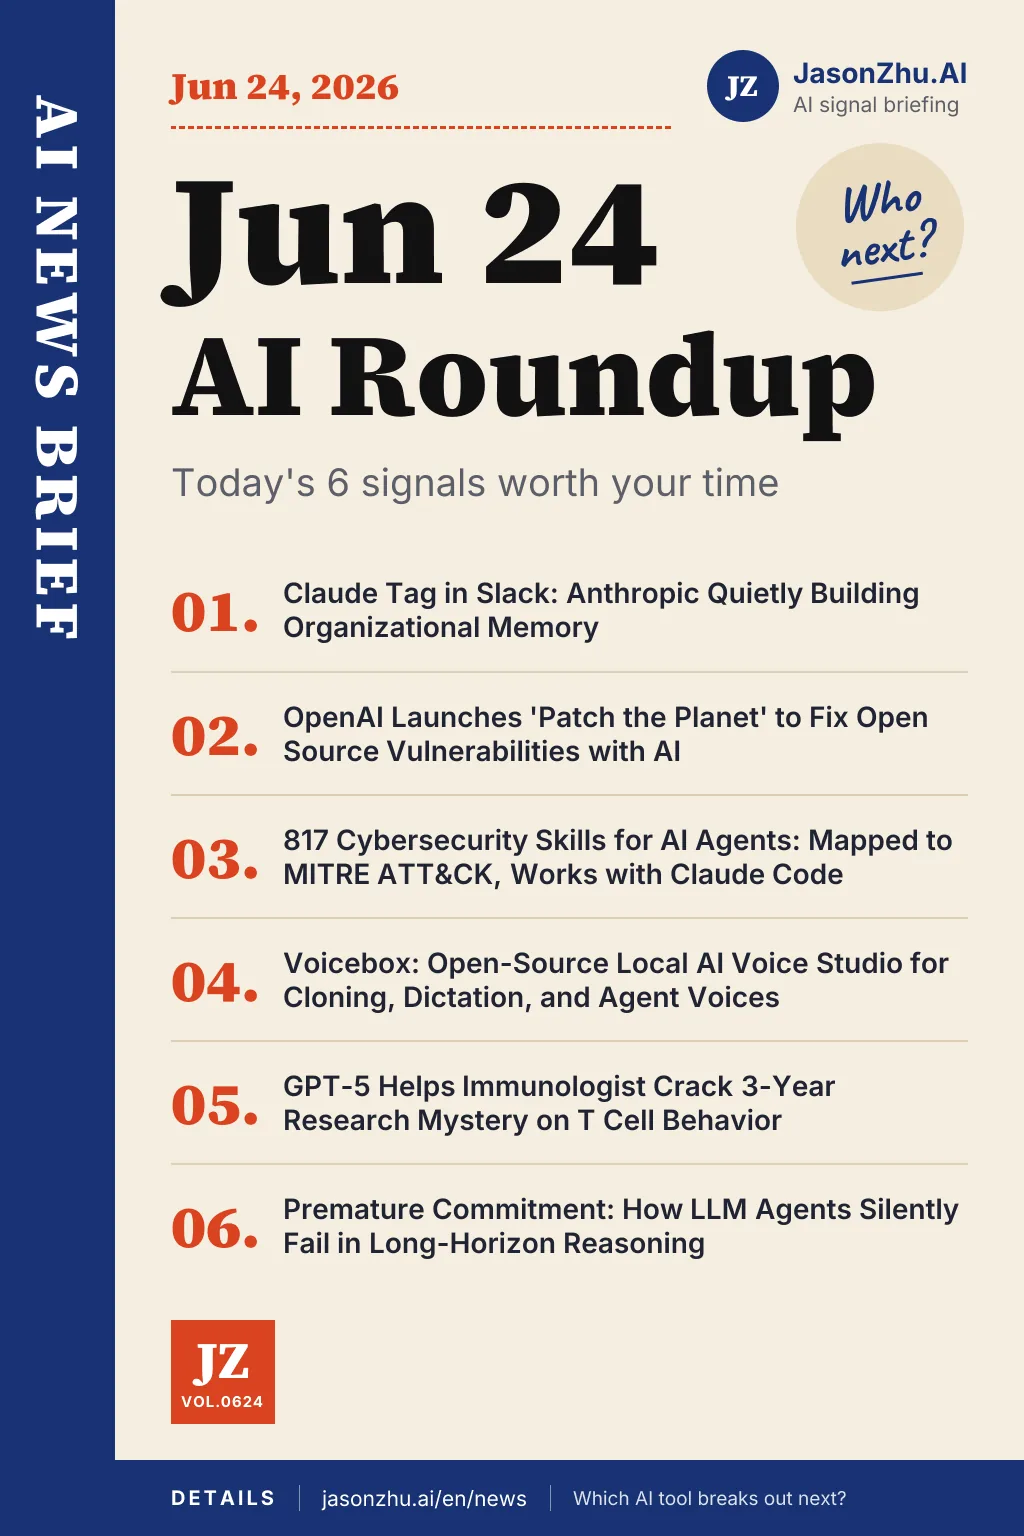 AI NEWS BRIEF
Jun 24, 2026
JZ
JasonZhu.AI
AI signal briefing
Jun 24
AI Roundup
Who
next?
Today's 6 signals worth your time
01.
Claude Tag in Slack: Anthropic Quietly Building
Organizational Memory
02.
OpenAI Launches 'Patch the Planet' to Fix Open
Source Vulnerabilities with AI
03.
817 Cybersecurity Skills for AI Agents: Mapped to
MITRE ATT&CK, Works with Claude Code
04.
Voicebox: Open-Source Local AI Voice Studio for
Cloning, Dictation, and Agent Voices
05.
GPT-5 Helps Immunologist Crack 3-Year
Research Mystery on T Cell Behavior
06.
Premature Commitment: How LLM Agents Silently
Fail in Long-Horizon Reasoning
JZ
VOL.0624
DETAILS
jasonzhu.ai/en/news
Which AI tool breaks out next?